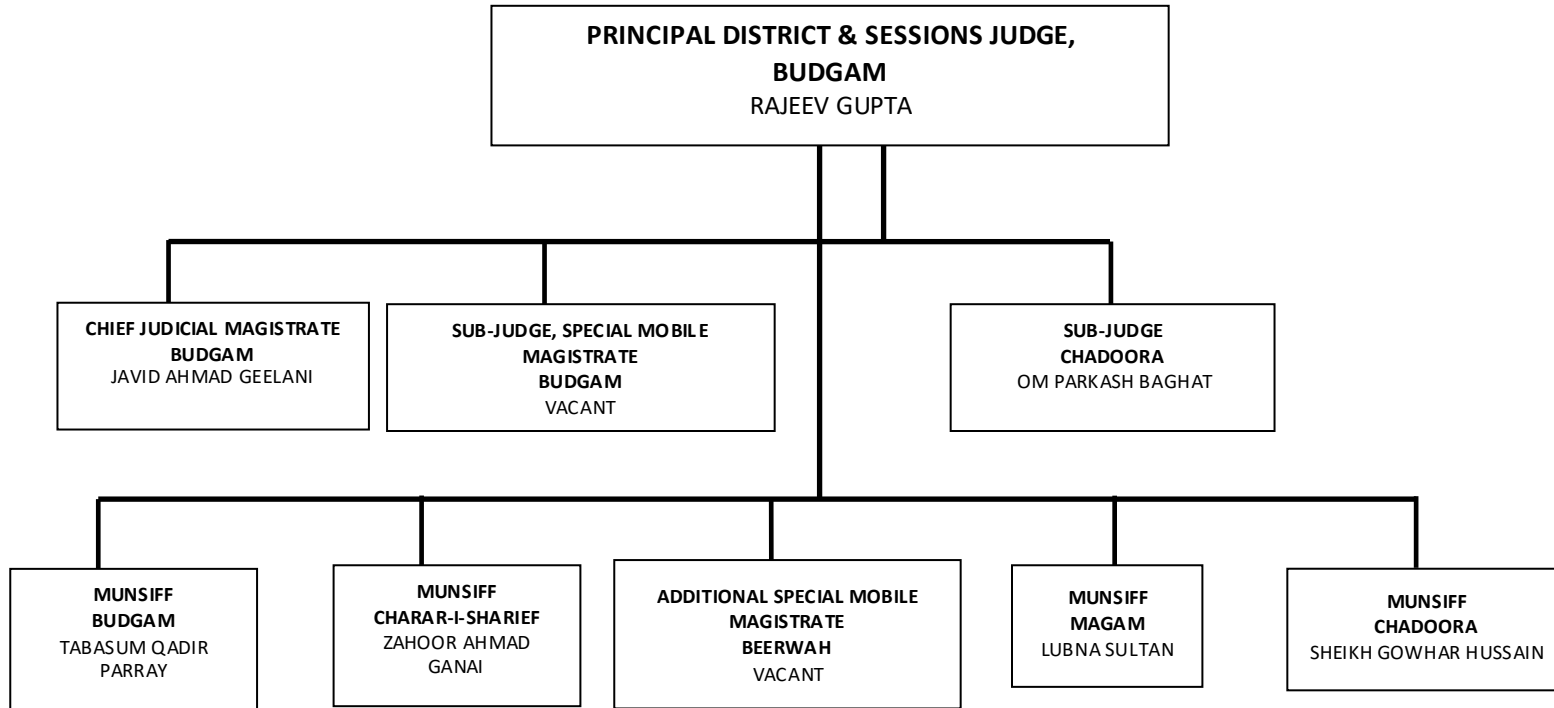 PRINCIPAL DISTRICT & SESSIONS JUDGE,
BUDGAM
RAJEEV GUPTA
CHIEF JUDICIAL MAGISTRATE
BUDGAM
JAVID AHMAD GEELANI
SUB-JUDGE, SPECIAL MOBILE
MAGISTRATE
BUDGAM
VACANT
SUB-JUDGE
CHADOORA
OM PARKASH BAGHAT
MUNSIFF
BUDGAM
TABASUM QADIR
PARRAY
MUNSIFF
CHARAR-I-SHARIEF
ZAHOOR AHMAD
GANAI
ADDITIONAL SPECIAL MOBILE
MAGISTRATE
BEERWAH
VACANT
MUNSIFF
MAGAM
LUBNA SULTAN
MUNSIFF
CHADOORA
SHEIKH GOWHAR HUSSAIN